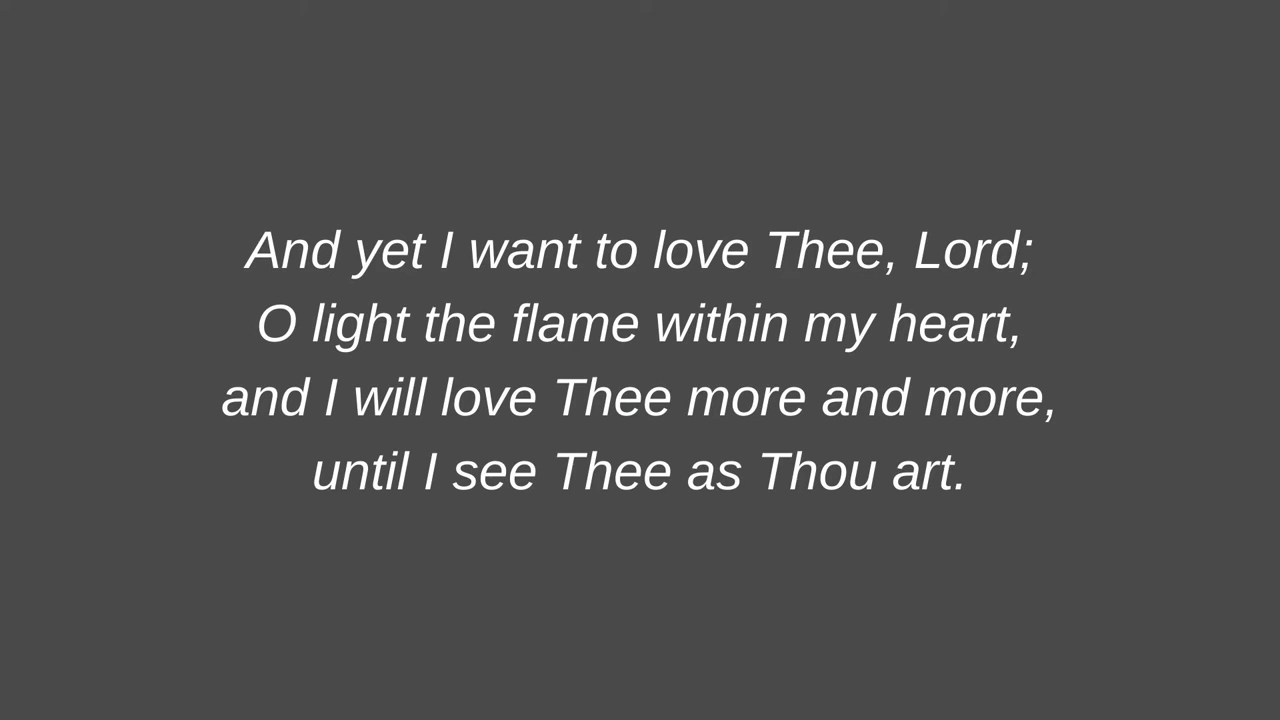 And yet I want to love Thee, Lord;
O light the flame within my heart,
and I will love Thee more and more,
until I see Thee as Thou art.